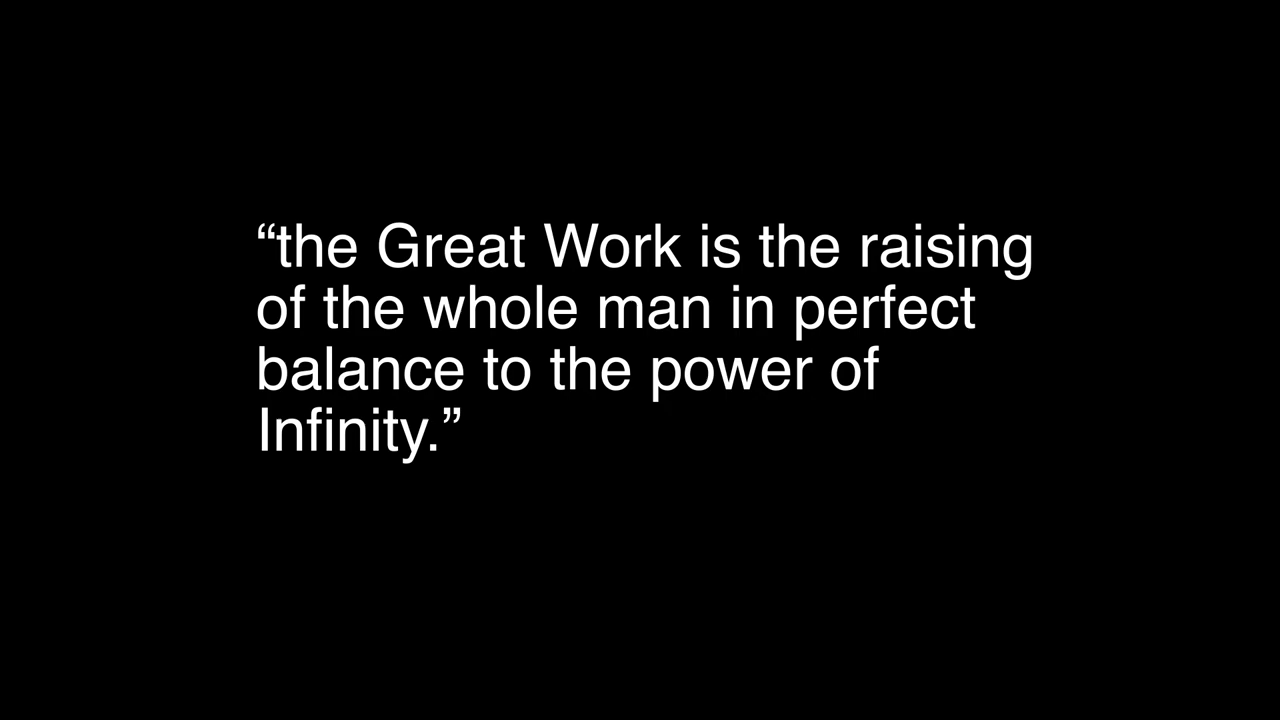 “the Great Work is the raising
of the whole man in perfect
balance to the power of
Infinity.”